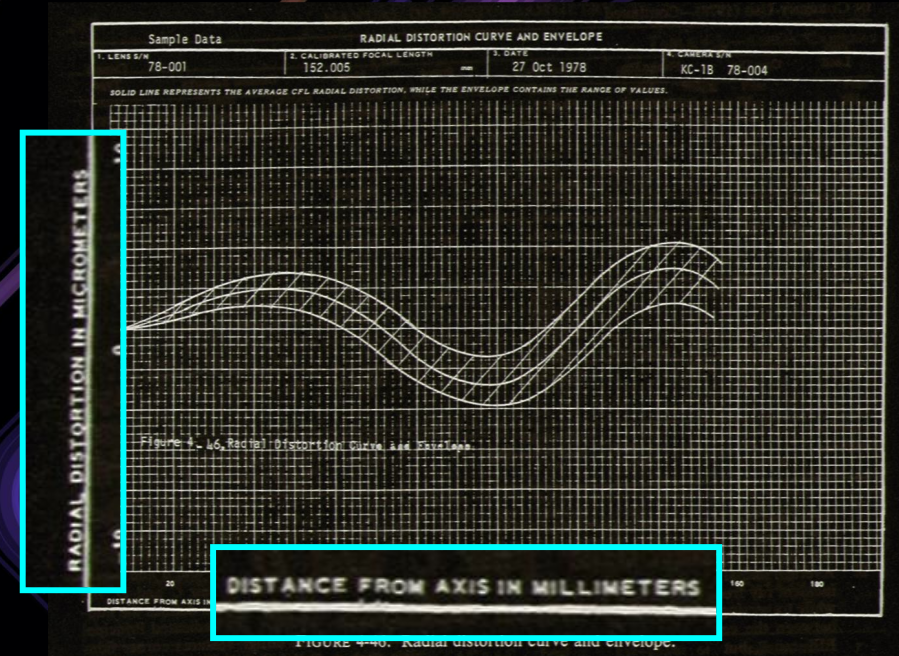 Sample Data RADIAL DISTORTION CURVE AND ENVELOPE
1. LENS S/N 2. CALIBRATED FOCAL LENGTH 3. DATE 4. CAMERA S/N
78-001 152.005 mm 27 Oct 1978 KC-1B 78-004
SOLID LINE REPRESENTS THE AVERAGE CFL RADIAL DISTORTION, WHILE THE ENVELOPE CONTAINS THE RANGE OF VALUES.
RADIAL DISTORTION IN MICROMETERS
0
Figure 4-46. Radial Distortion Curve and Envelope
20 160 180
DISTANCE FROM AXIS IN MILLIMETERS
DISTANCE FROM AXIS IN
FIGURE 4-46. Radial distortion curve and envelope.